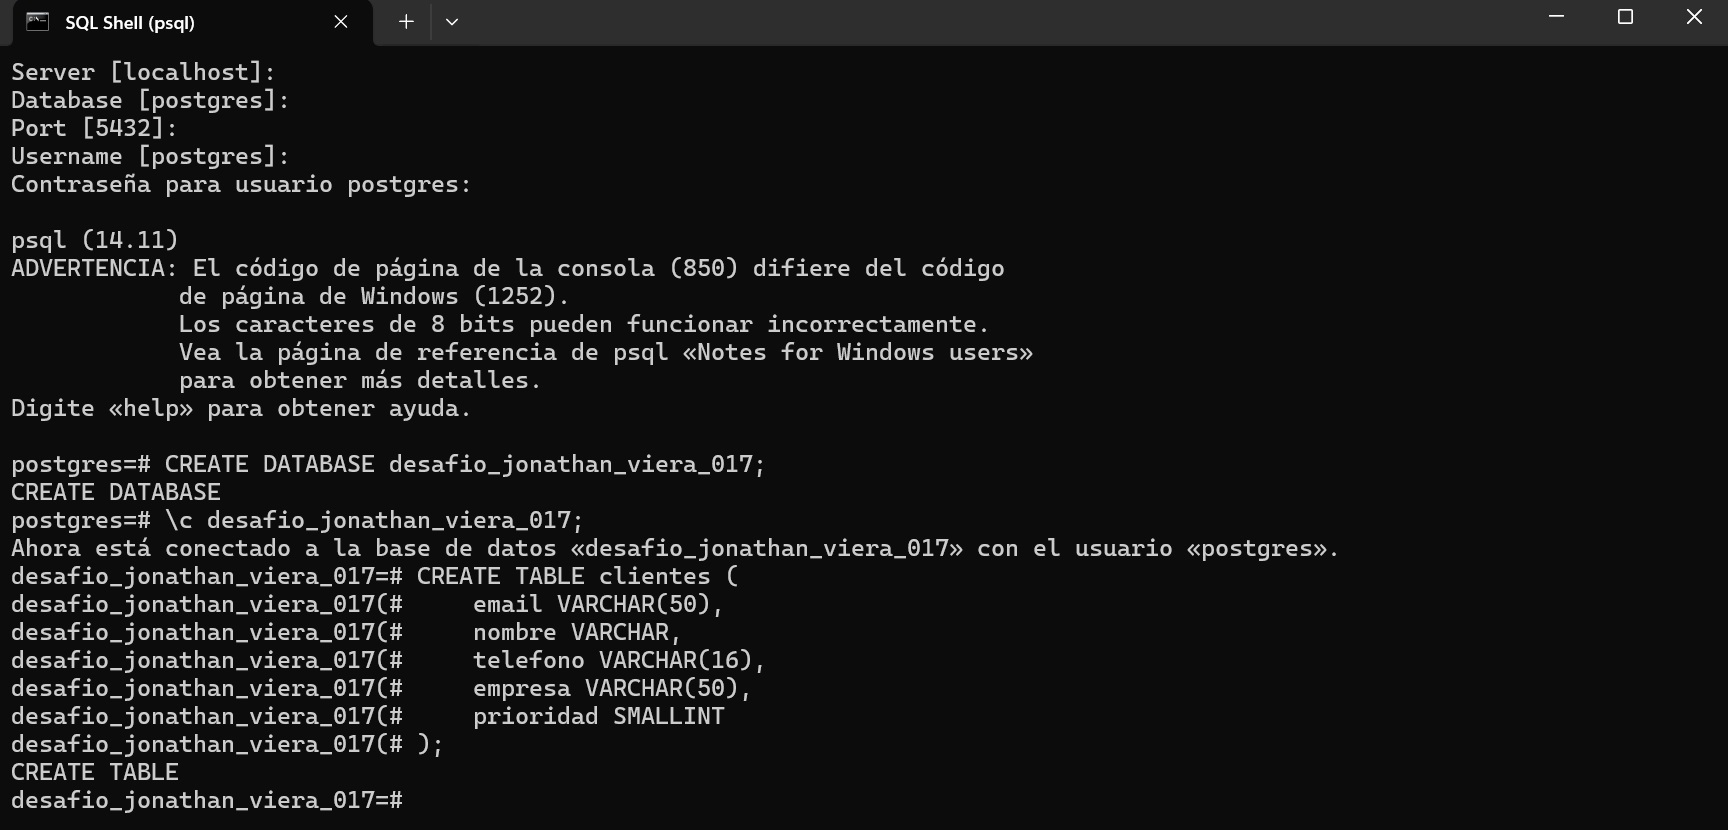 SQL Shell (psql)
Server [localhost]:
Database [postgres]:
Port [5432]:
Username [postgres]:
Contraseña para usuario postgres:
psql (14.11)
ADVERTENCIA: El código de página de la consola (850) difiere del código
de página de Windows (1252).
Los caracteres de 8 bits pueden funcionar incorrectamente.
Vea la página de referencia de psql «Notes for Windows users»
para obtener más detalles.
Digite «help» para obtener ayuda.
postgres=# CREATE DATABASE desafio_jonathan_viera_017;
CREATE DATABASE
postgres=# \c desafio_jonathan_viera_017;
Ahora está conectado a la base de datos «desafio_jonathan_viera_017» con el usuario «postgres».
desafio_jonathan_viera_017=# CREATE TABLE clientes (
desafio_jonathan_viera_017(#     email VARCHAR(50),
desafio_jonathan_viera_017(#     nombre VARCHAR,
desafio_jonathan_viera_017(#     telefono VARCHAR(16),
desafio_jonathan_viera_017(#     empresa VARCHAR(50),
desafio_jonathan_viera_017(#     prioridad SMALLINT
desafio_jonathan_viera_017(# );
CREATE TABLE
desafio_jonathan_viera_017=#